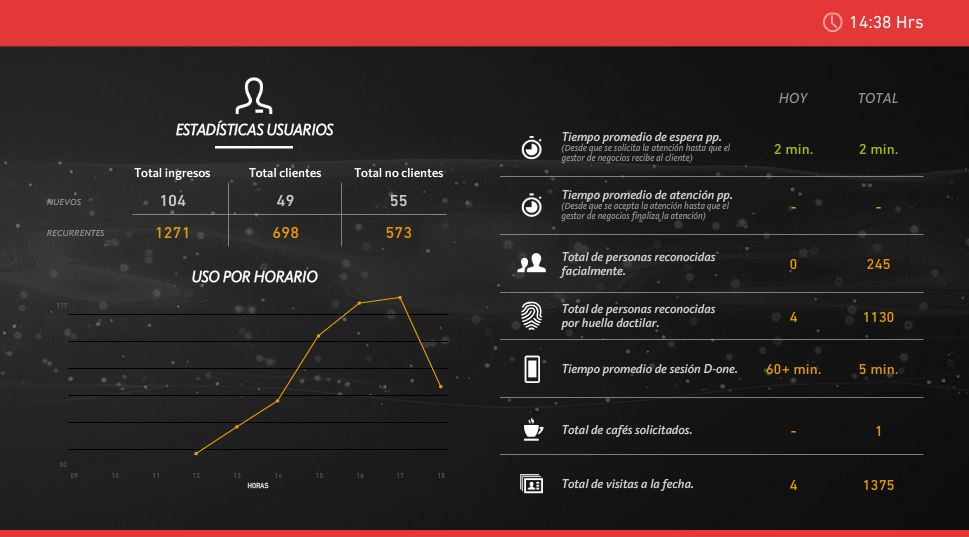 14:38 Hrs
ESTADÍSTICAS USUARIOS
Total ingresos Total clientes Total no clientes
NUEVOS 104 49 55
RECURRENTES 1271 698 573
USO POR HORARIO
177
00
09 10 11 12 13 14 15 16 17 18
HORAS
HOY TOTAL
Tiempo promedio de espera pp.
(Desde que se solicita la atención hasta que el
gestor de negocios recibe al cliente)
2 min. 2 min.
Tiempo promedio de atención pp.
(Desde que se acepta la atención hasta que el
gestor de negocios finaliza la atención)
- -
Total de personas reconocidas
facialmente.
0 245
Total de personas reconocidas
por huella dactilar.
4 1130
Tiempo promedio de sesión D-one. 60+ min. 5 min.
Total de cafés solicitados. - 1
Total de visitas a la fecha. 4 1375